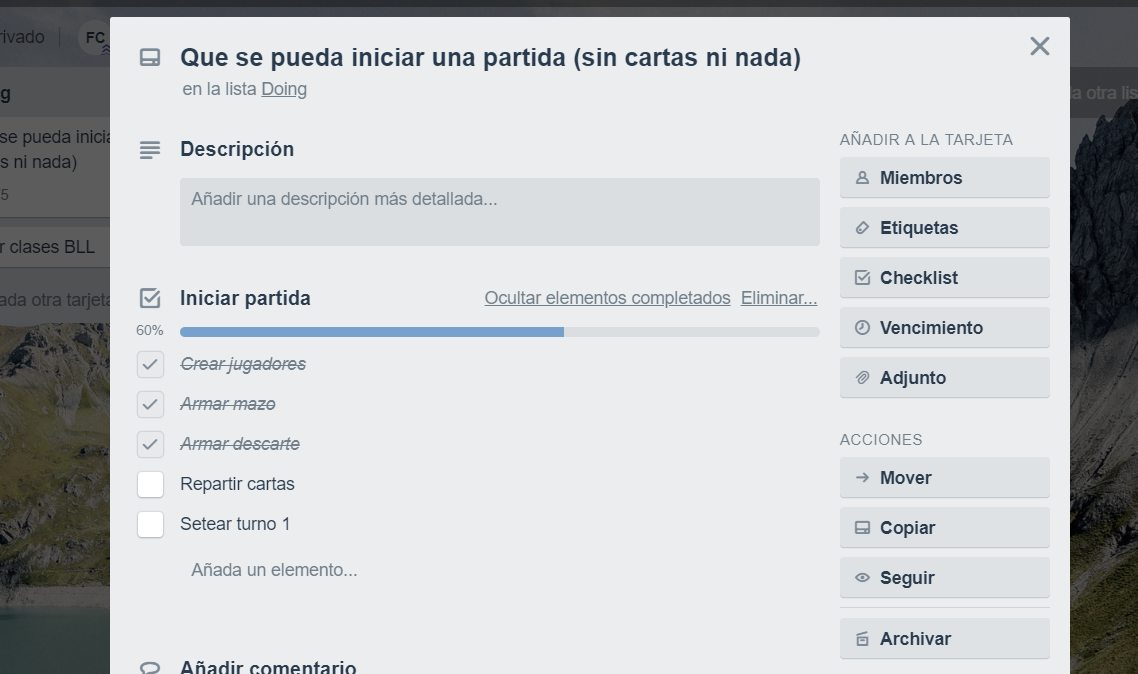 rivado
FC
g
se pueda inicia
s ni nada)
5
r clases BLL
ada otra tarjeta
a otra lis
Que se pueda iniciar una partida (sin cartas ni nada)
en la lista Doing
Descripción
Añadir una descripción más detallada...
Iniciar partida
Ocultar elementos completados Eliminar...
60%
Crear jugadores
Armar mazo
Armar descarte
Repartir cartas
Setear turno 1
Añada un elemento...
Añadir comentario
AÑADIR A LA TARJETA
Miembros
Etiquetas
Checklist
Vencimiento
Adjunto
ACCIONES
Mover
Copiar
Seguir
Archivar